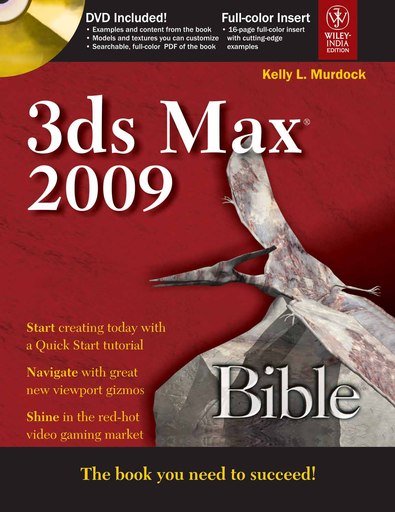 DVD Included!
• Examples and content from the book
• Models and textures you can customize
• Searchable, full-color PDF of the book
Full-color Insert
• 16-page full-color insert
with cutting-edge
examples
WILEY-
INDIA
EDITION
Kelly L. Murdock
3ds Max®
2009
Start creating today with
a Quick Start tutorial
Navigate with great
new viewport gizmos
Shine in the red-hot
video gaming market
Bible
The book you need to succeed!